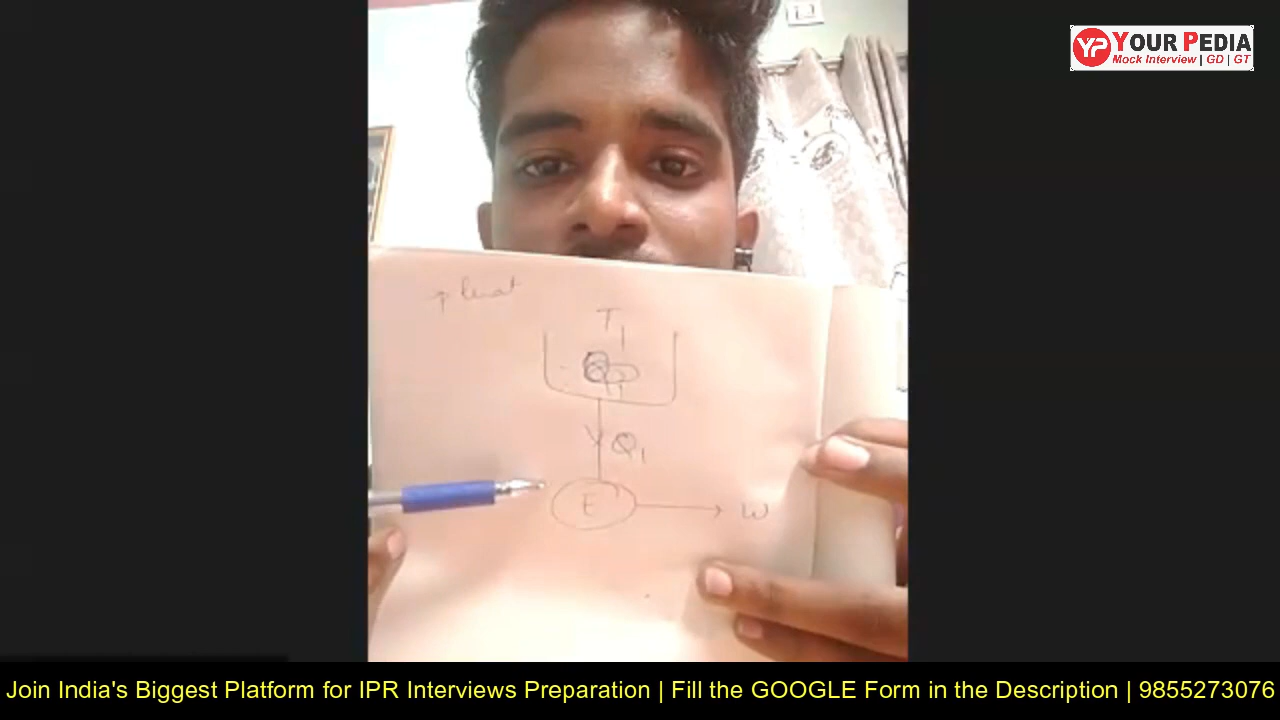 YP YOUR PEDIA
Mock Interview | GD | GT
T1
Q1
E
W
Join India's Biggest Platform for IPR Interviews Preparation | Fill the GOOGLE Form in the Description | 9855273076